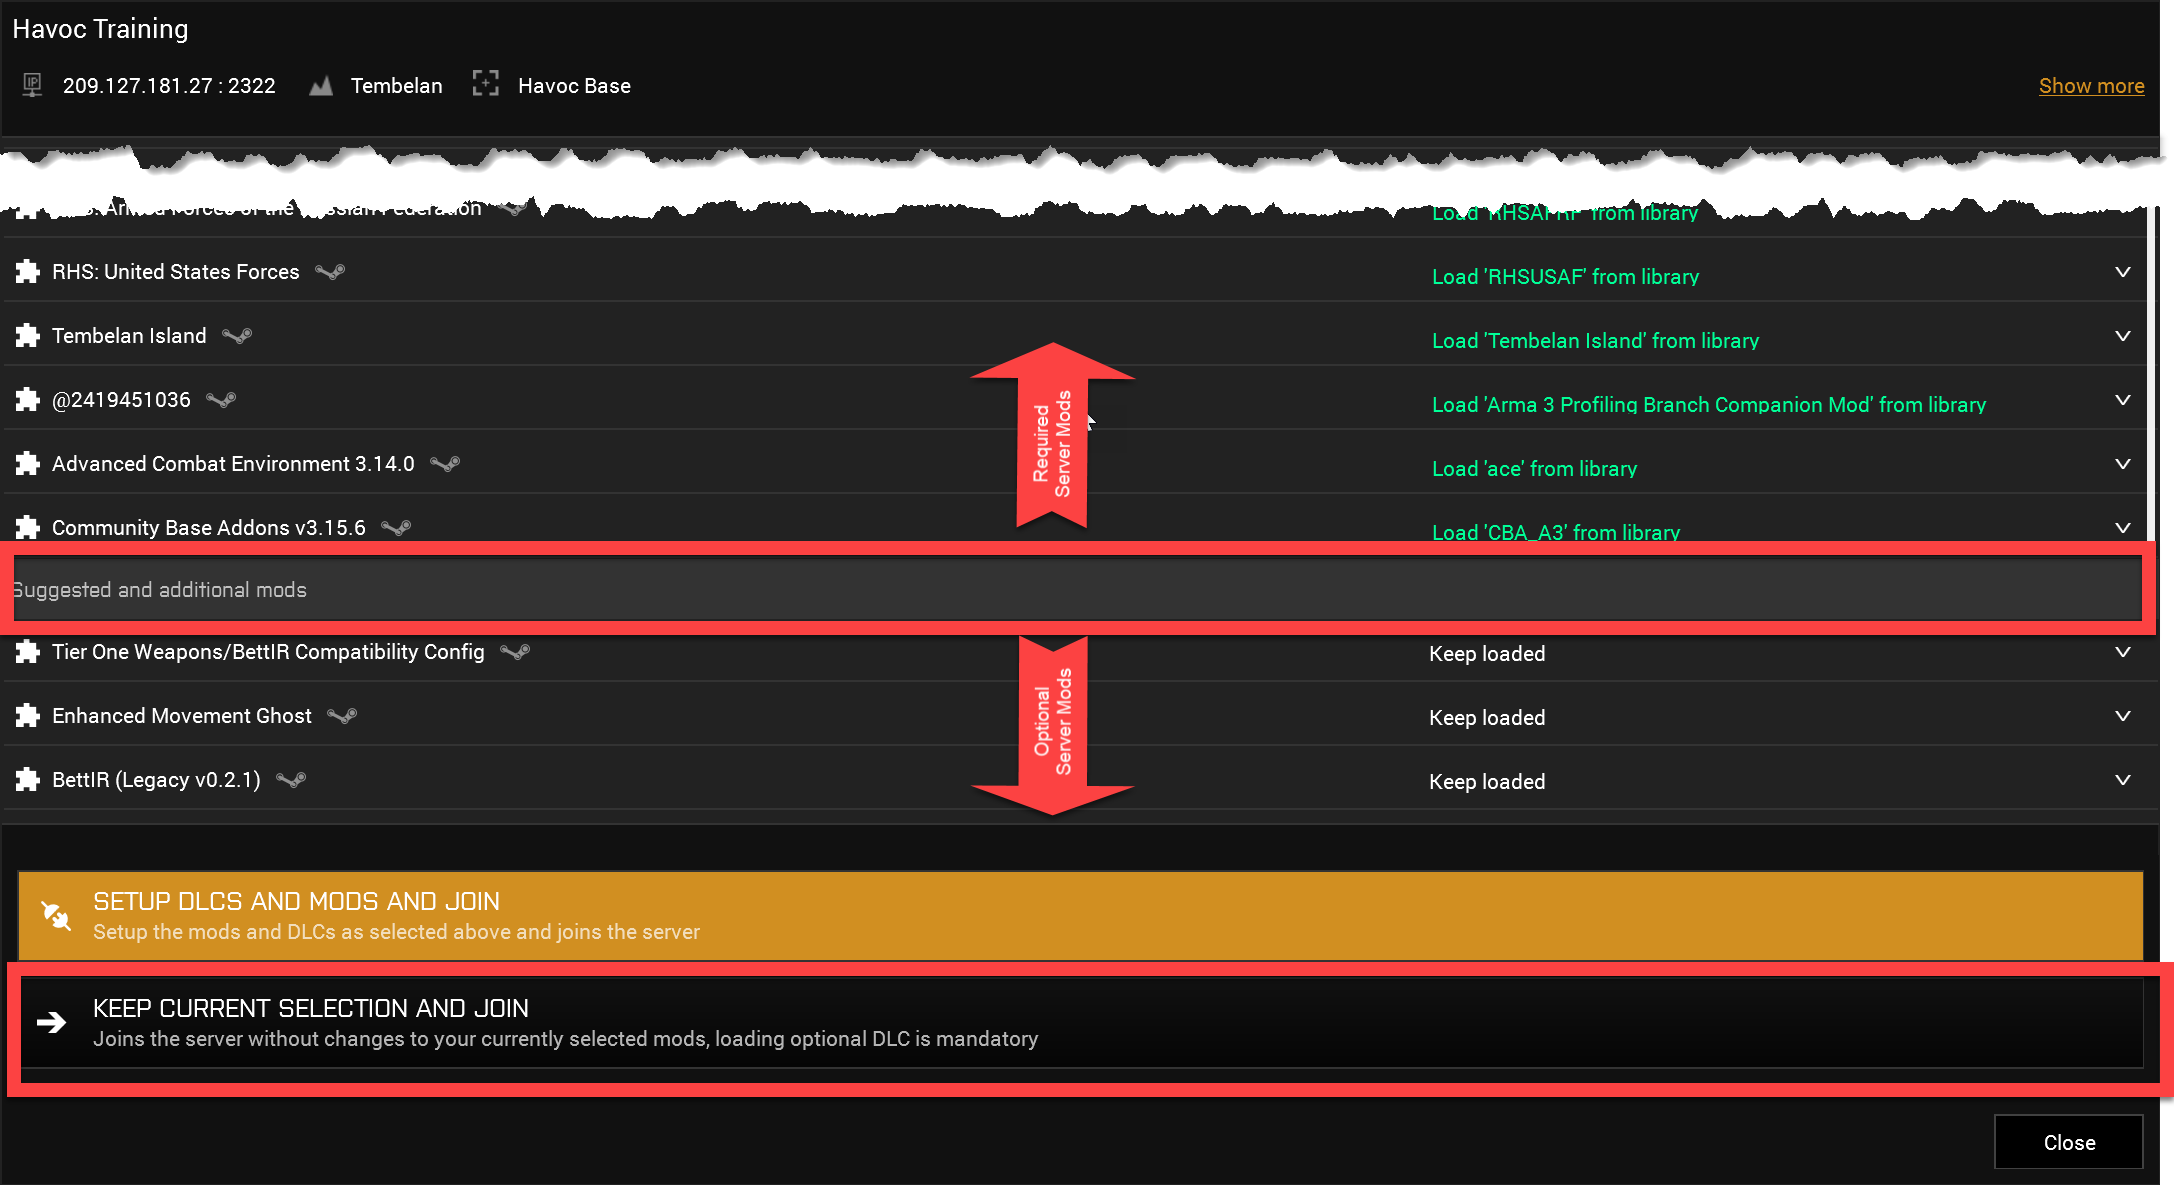 Havoc Training
IP
209.127.181.27 : 2322 Tembelan Havoc Base Show more
Armed Forces of the Russian Federation Load 'RHSAFRF' from library
RHS: United States Forces Load 'RHSUSAF' from library
Tembelan Island Load 'Tembelan Island' from library
@2419451036 Load 'Arma 3 Profiling Branch Companion Mod' from library
Advanced Combat Environment 3.14.0 Load 'ace' from library
Community Base Addons v3.15.6 Load 'CBA_A3' from library
Required
Server Mods
Suggested and additional mods
Tier One Weapons/BettIR Compatibility Config Keep loaded
Enhanced Movement Ghost Keep loaded
BettIR (Legacy v0.2.1) Keep loaded
Optional
Server Mods
SETUP DLCS AND MODS AND JOIN
Setup the mods and DLCs as selected above and joins the server
KEEP CURRENT SELECTION AND JOIN
Joins the server without changes to your currently selected mods, loading optional DLC is mandatory
Close